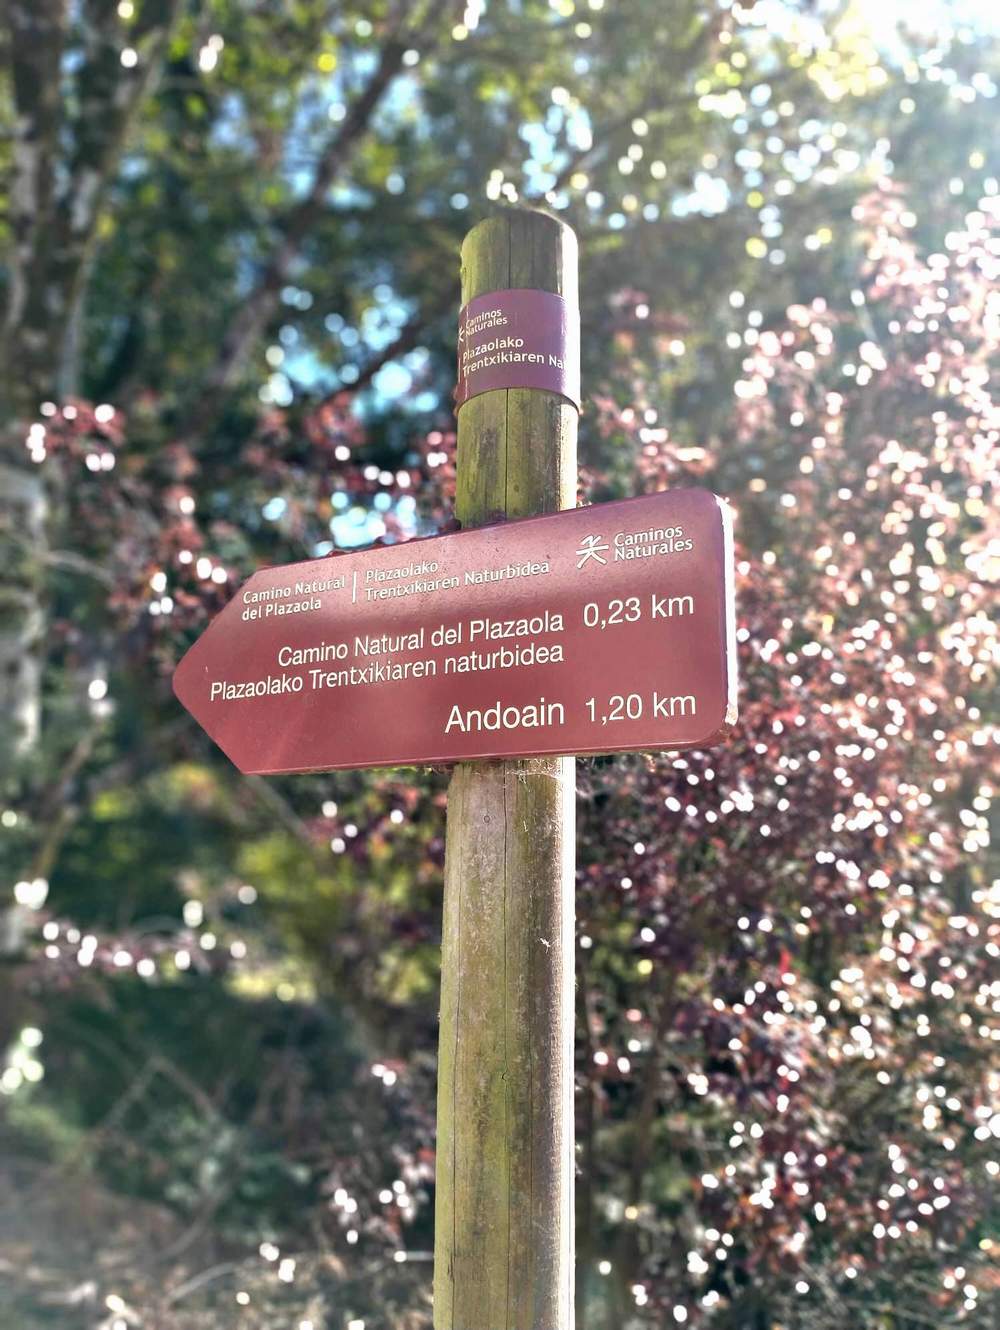 Caminos
Naturales
Plazaolako
Trentxikiaren
Camino Natural
del Plazaola
Plazaolako
Trentxikiaren Naturbidea
Caminos
Naturales
Camino Natural del Plazaola 0,23 km
Plazaolako Trentxikiaren naturbidea
Andoain 1,20 km